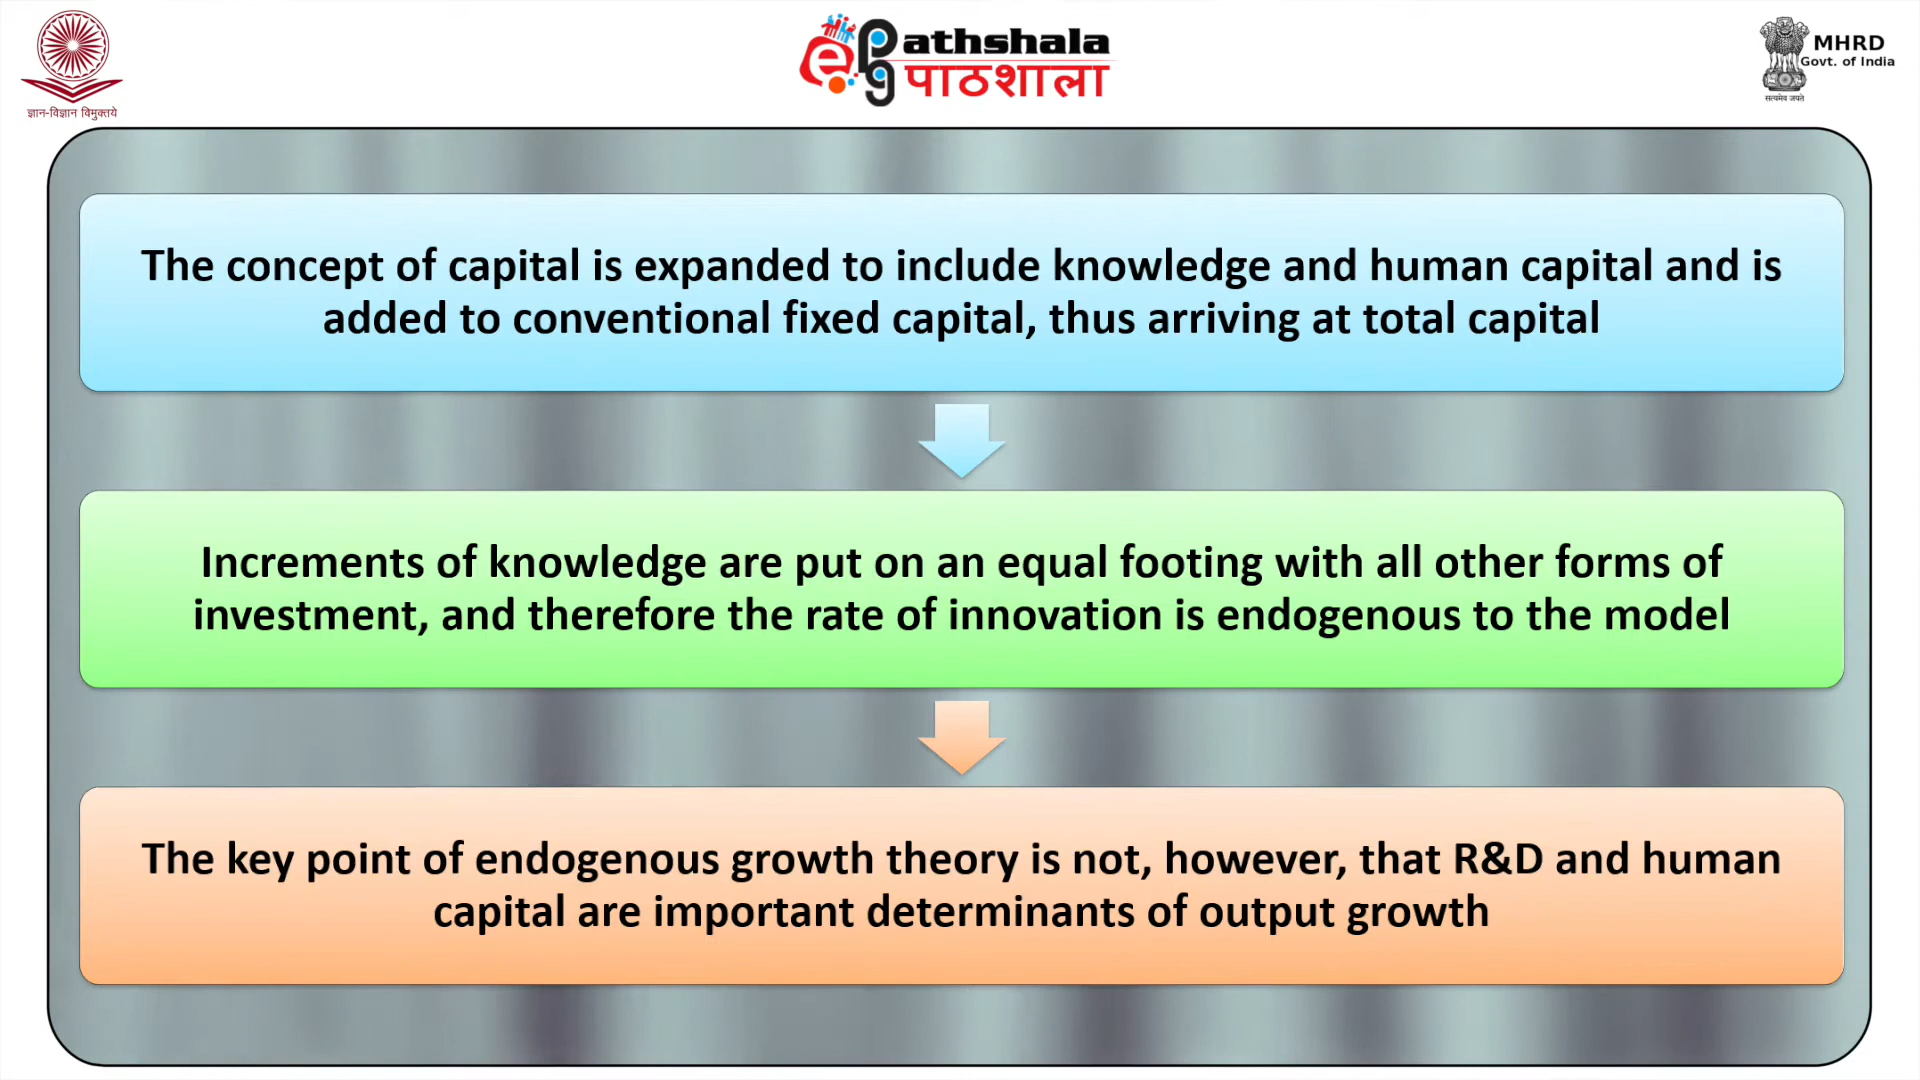 ज्ञान-विज्ञान विमुक्तये
epg
athshala
पाठशाला
MHRD
Govt. of India
सत्यमेव जयते
The concept of capital is expanded to include knowledge and human capital and is
added to conventional fixed capital, thus arriving at total capital
Increments of knowledge are put on an equal footing with all other forms of
investment, and therefore the rate of innovation is endogenous to the model
The key point of endogenous growth theory is not, however, that R&D and human
capital are important determinants of output growth